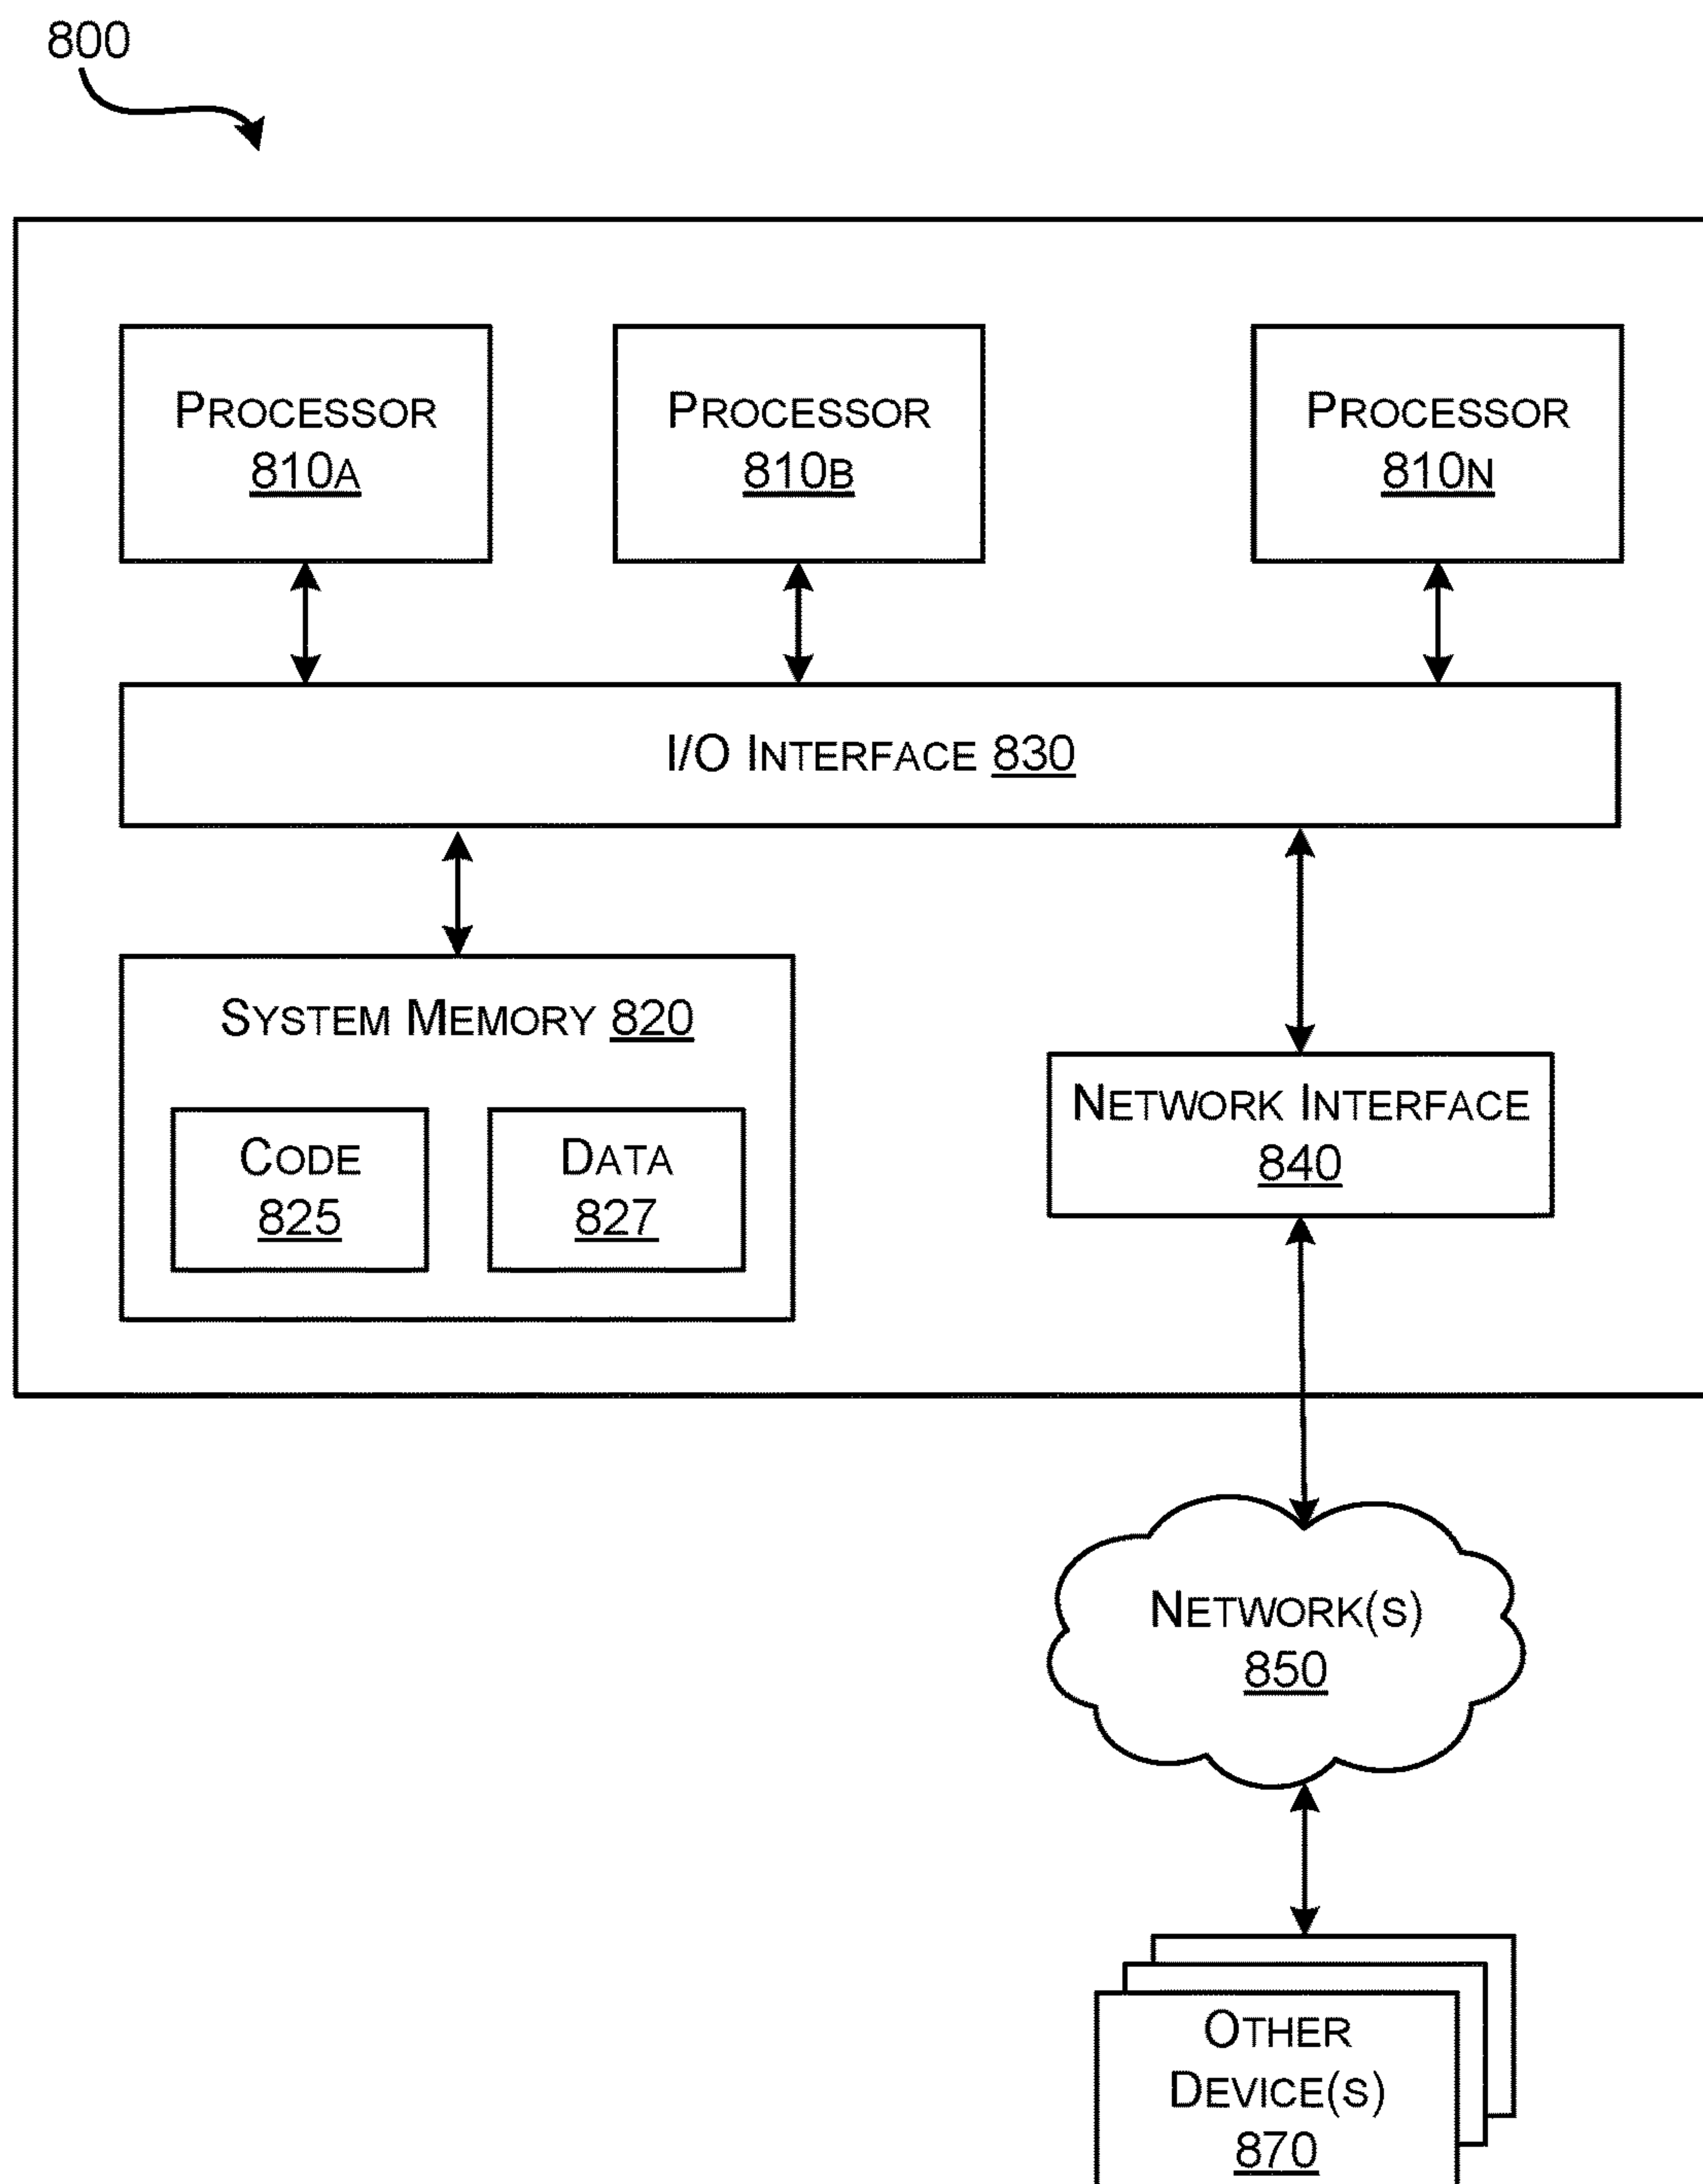 800
PROCESSOR
810A
PROCESSOR
810B
PROCESSOR
810N
I/O INTERFACE 830
SYSTEM MEMORY 820
CODE
825
DATA
827
NETWORK INTERFACE
840
NETWORK(S)
850
OTHER
DEVICE(S)
870